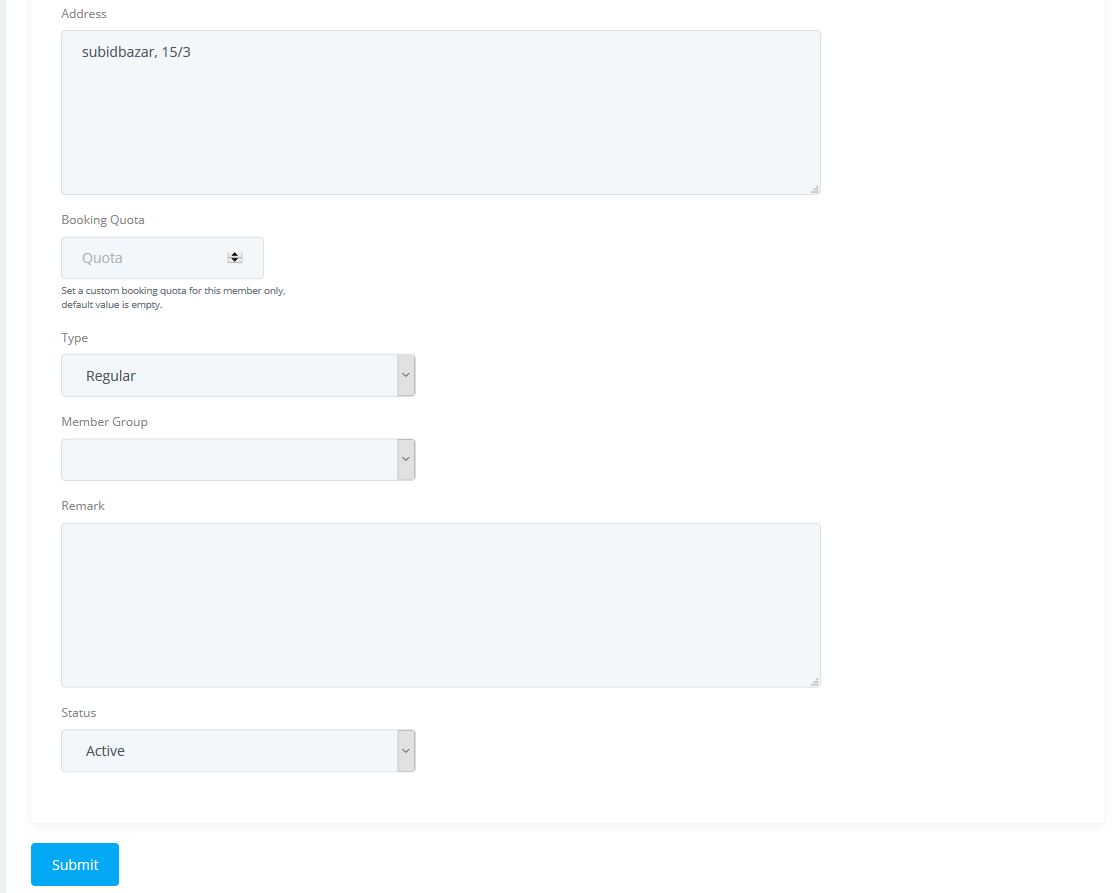 Address
subidbazar, 15/3
Booking Quota
Quota
Set a custom booking quota for this member only,
default value is empty.
Type
Regular
Member Group
Remark
Status
Active
Submit